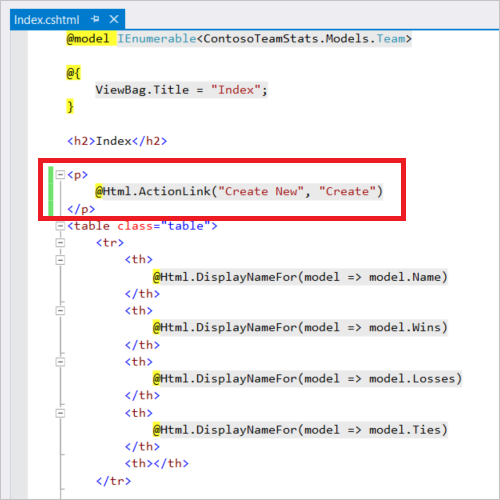 Index.cshtml
@model IEnumerable<ContosoTeamStats.Models.Team>
@{
ViewBag.Title = "Index";
}
<h2>Index</h2>
<p>
@Html.ActionLink("Create New", "Create")
</p>
<table class="table">
<tr>
<th>
@Html.DisplayNameFor(model => model.Name)
</th>
<th>
@Html.DisplayNameFor(model => model.Wins)
</th>
<th>
@Html.DisplayNameFor(model => model.Losses)
</th>
<th>
@Html.DisplayNameFor(model => model.Ties)
</th>
<th></th>
</tr>